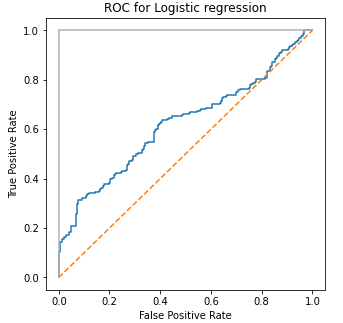 ROC for Logistic regression
1.0
0.8
0.6
0.4
0.2
0.0
True Positive Rate
0.0 0.2 0.4 0.6 0.8 1.0
False Positive Rate